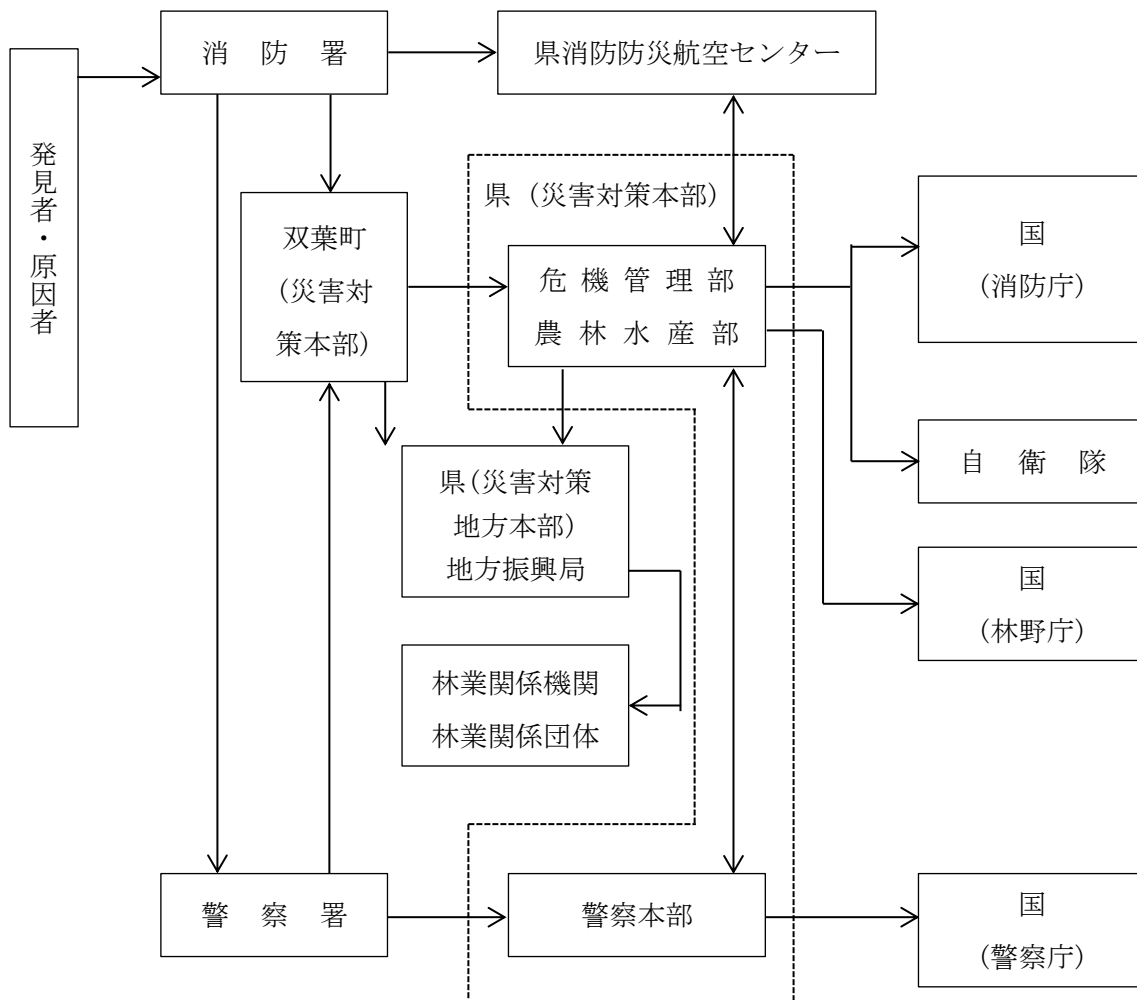 消防署
県消防防災航空センター
発見者・原因者
県(災害対策本部)
双葉町
(災害対
策本部)
危機管理部
農林水産部
国
(消防庁)
自衛隊
県(災害対策
地方本部)
地方振興局
国
(林野庁)
林業関係機関
林業関係団体
警察署
警察本部
国
(警察庁)